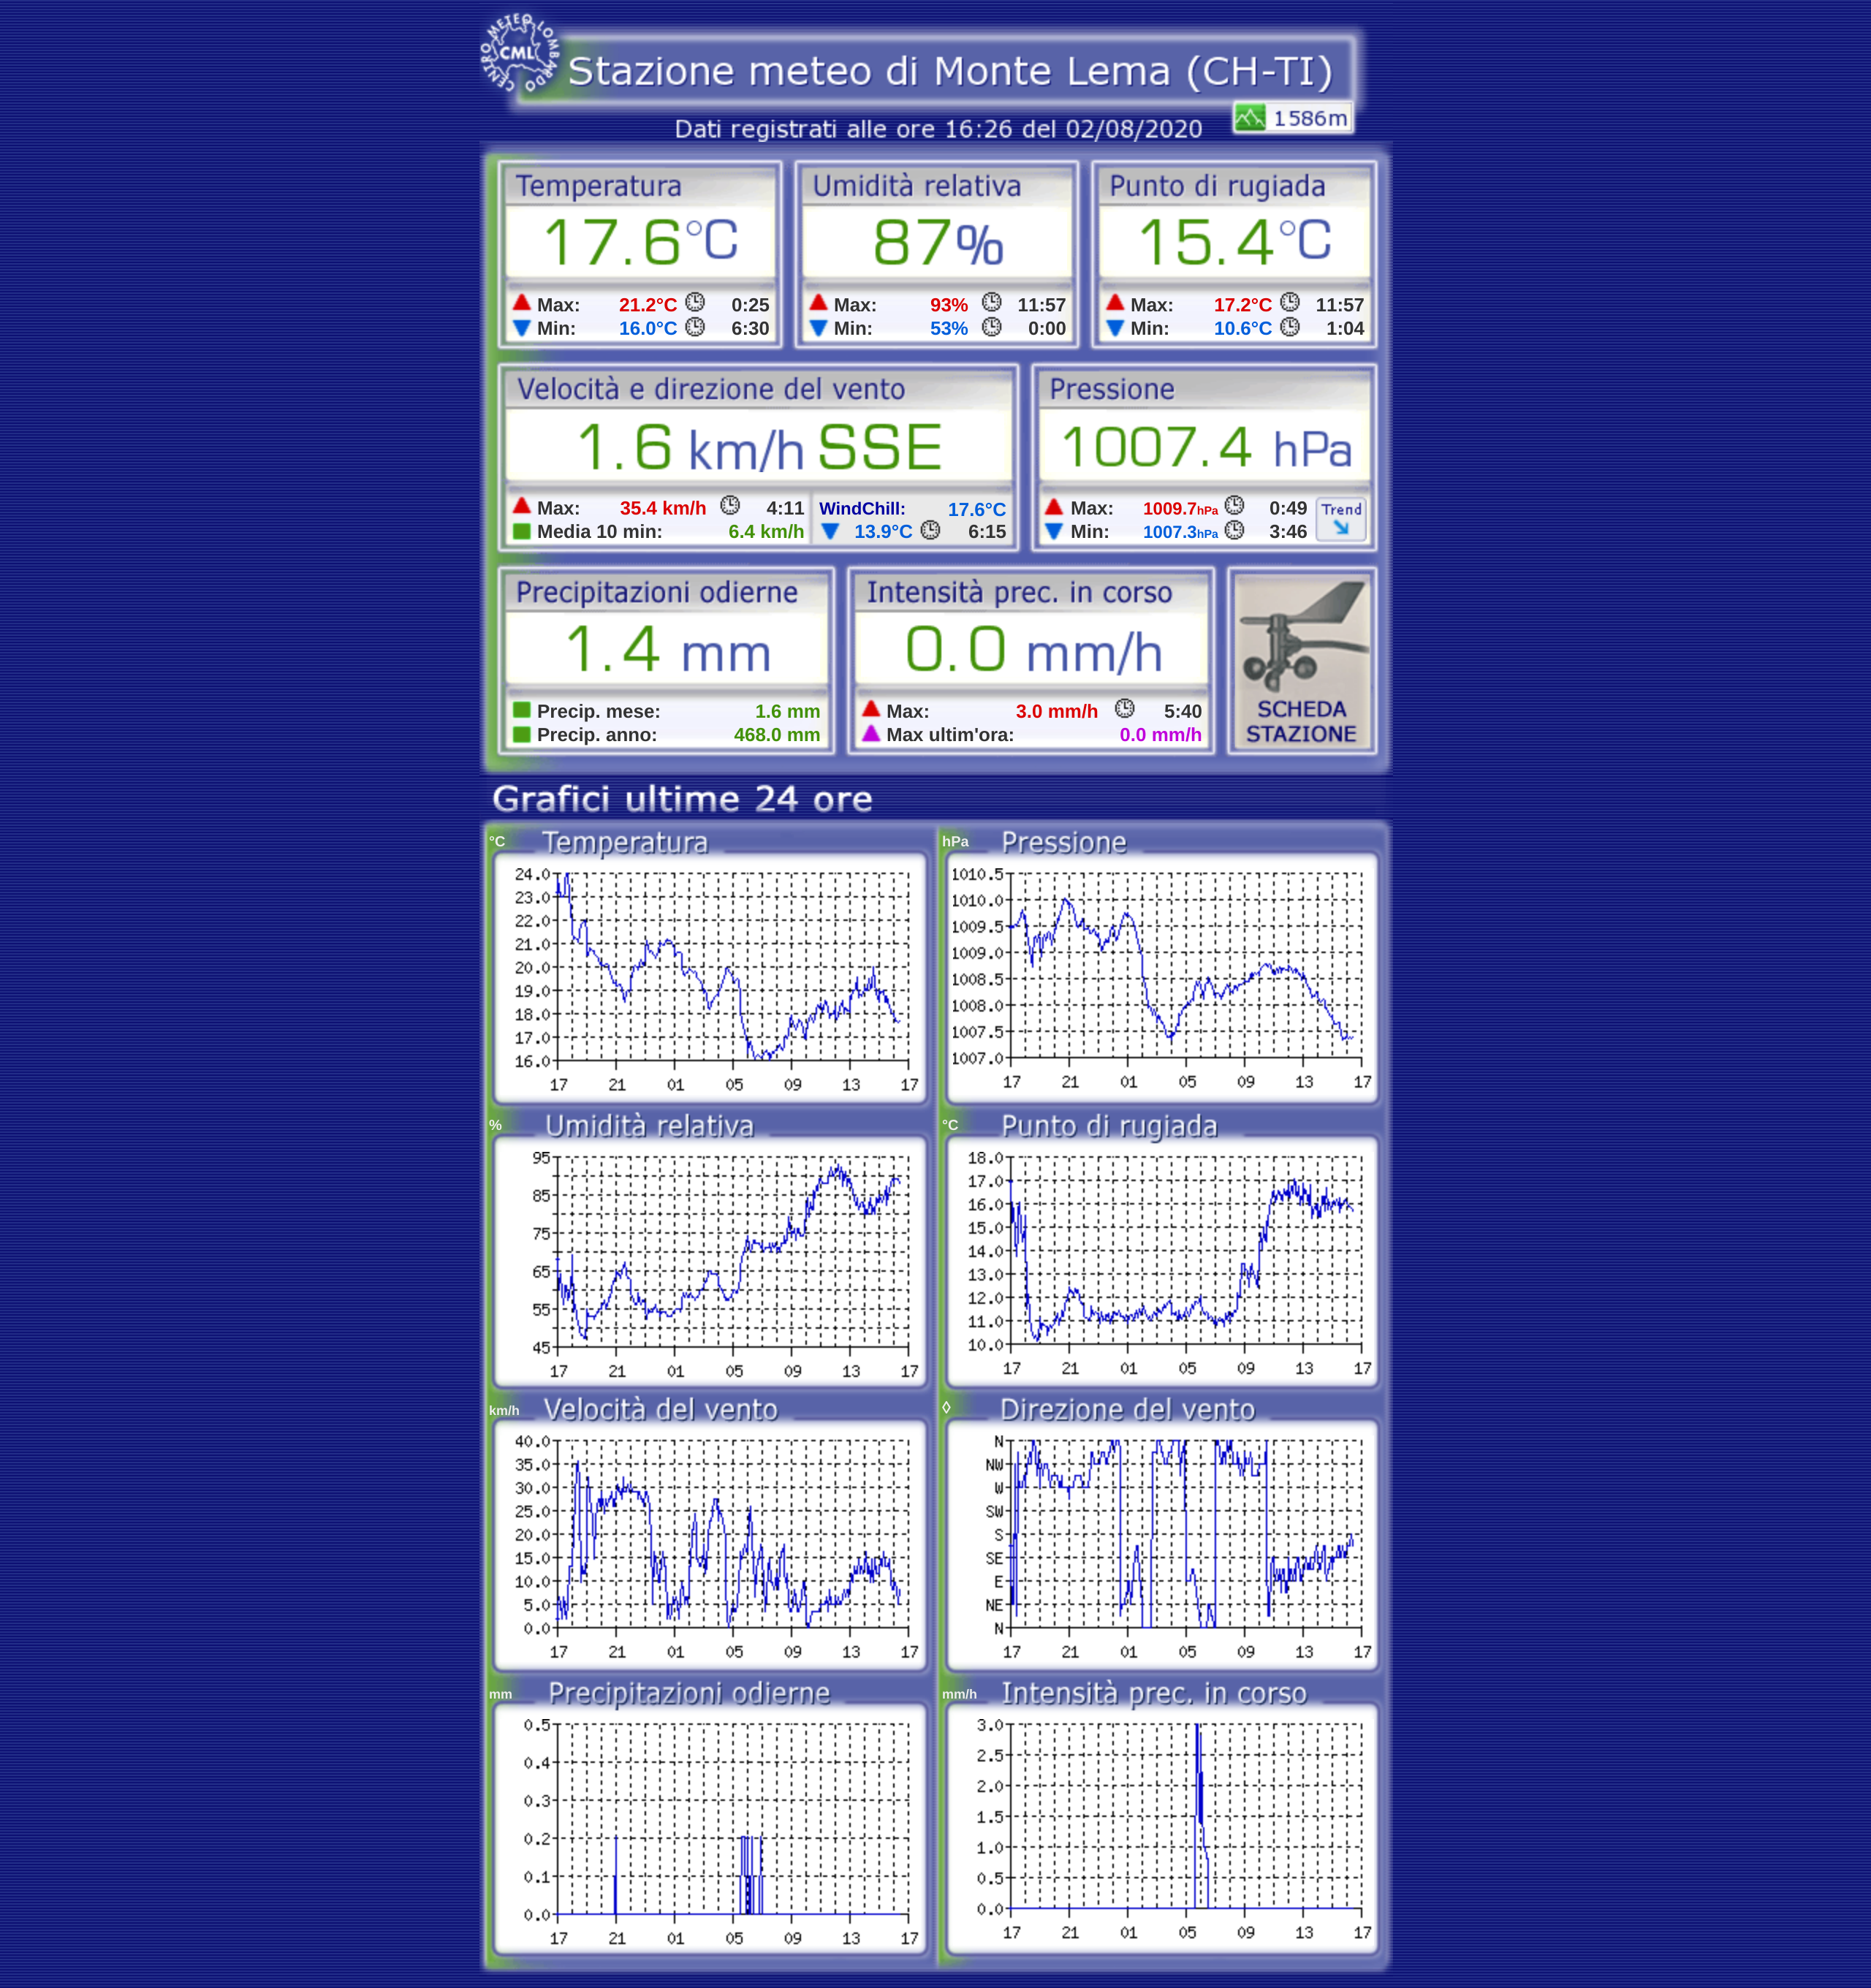 CENTRO METEO LOMBARDO
CML
Stazione meteo di Monte Lema (CH-TI)
1586m
Dati registrati alle ore 16:26 del 02/08/2020
Temperatura Umidità relativa Punto di rugiada
17.6°C 87% 15.4°C
Max: 21.2°C 0:25 Max: 93% 11:57 Max: 17.2°C 11:57
Min: 16.0°C 6:30 Min: 53% 0:00 Min: 10.6°C 1:04
Velocità e direzione del vento Pressione
1.6 km/h SSE 1007.4 hPa
Max: 35.4 km/h 4:11 WindChill: 17.6°C Max: 1009.7hPa 0:49 Trend
Media 10 min: 6.4 km/h 13.9°C 6:15 Min: 1007.3hPa 3:46
Precipitazioni odierne Intensità prec. in corso
1.4 mm 0.0 mm/h
Precip. mese: 1.6 mm Max: 3.0 mm/h 5:40 SCHEDA
Precip. anno: 468.0 mm Max ultim'ora: 0.0 mm/h STAZIONE
Grafici ultime 24 ore
°C Temperatura
24.0
23.0
22.0
21.0
20.0
19.0
18.0
17.0
16.0
17 21 01 05 09 13 17
hPa Pressione
1010.5
1010.0
1009.5
1009.0
1008.5
1008.0
1007.5
1007.0
17 21 01 05 09 13 17
% Umidità relativa
95
85
75
65
55
45
17 21 01 05 09 13 17
°C Punto di rugiada
18.0
17.0
16.0
15.0
14.0
13.0
12.0
11.0
10.0
17 21 01 05 09 13 17
km/h Velocità del vento
40.0
35.0
30.0
25.0
20.0
15.0
10.0
5.0
0.0
17 21 01 05 09 13 17
◊ Direzione del vento
N
NW
W
SW
S
SE
E
NE
N
17 21 01 05 09 13 17
mm Precipitazioni odierne
0.5
0.4
0.3
0.2
0.1
0.0
17 21 01 05 09 13 17
mm/h Intensità prec. in corso
3.0
2.5
2.0
1.5
1.0
0.5
0.0
17 21 01 05 09 13 17